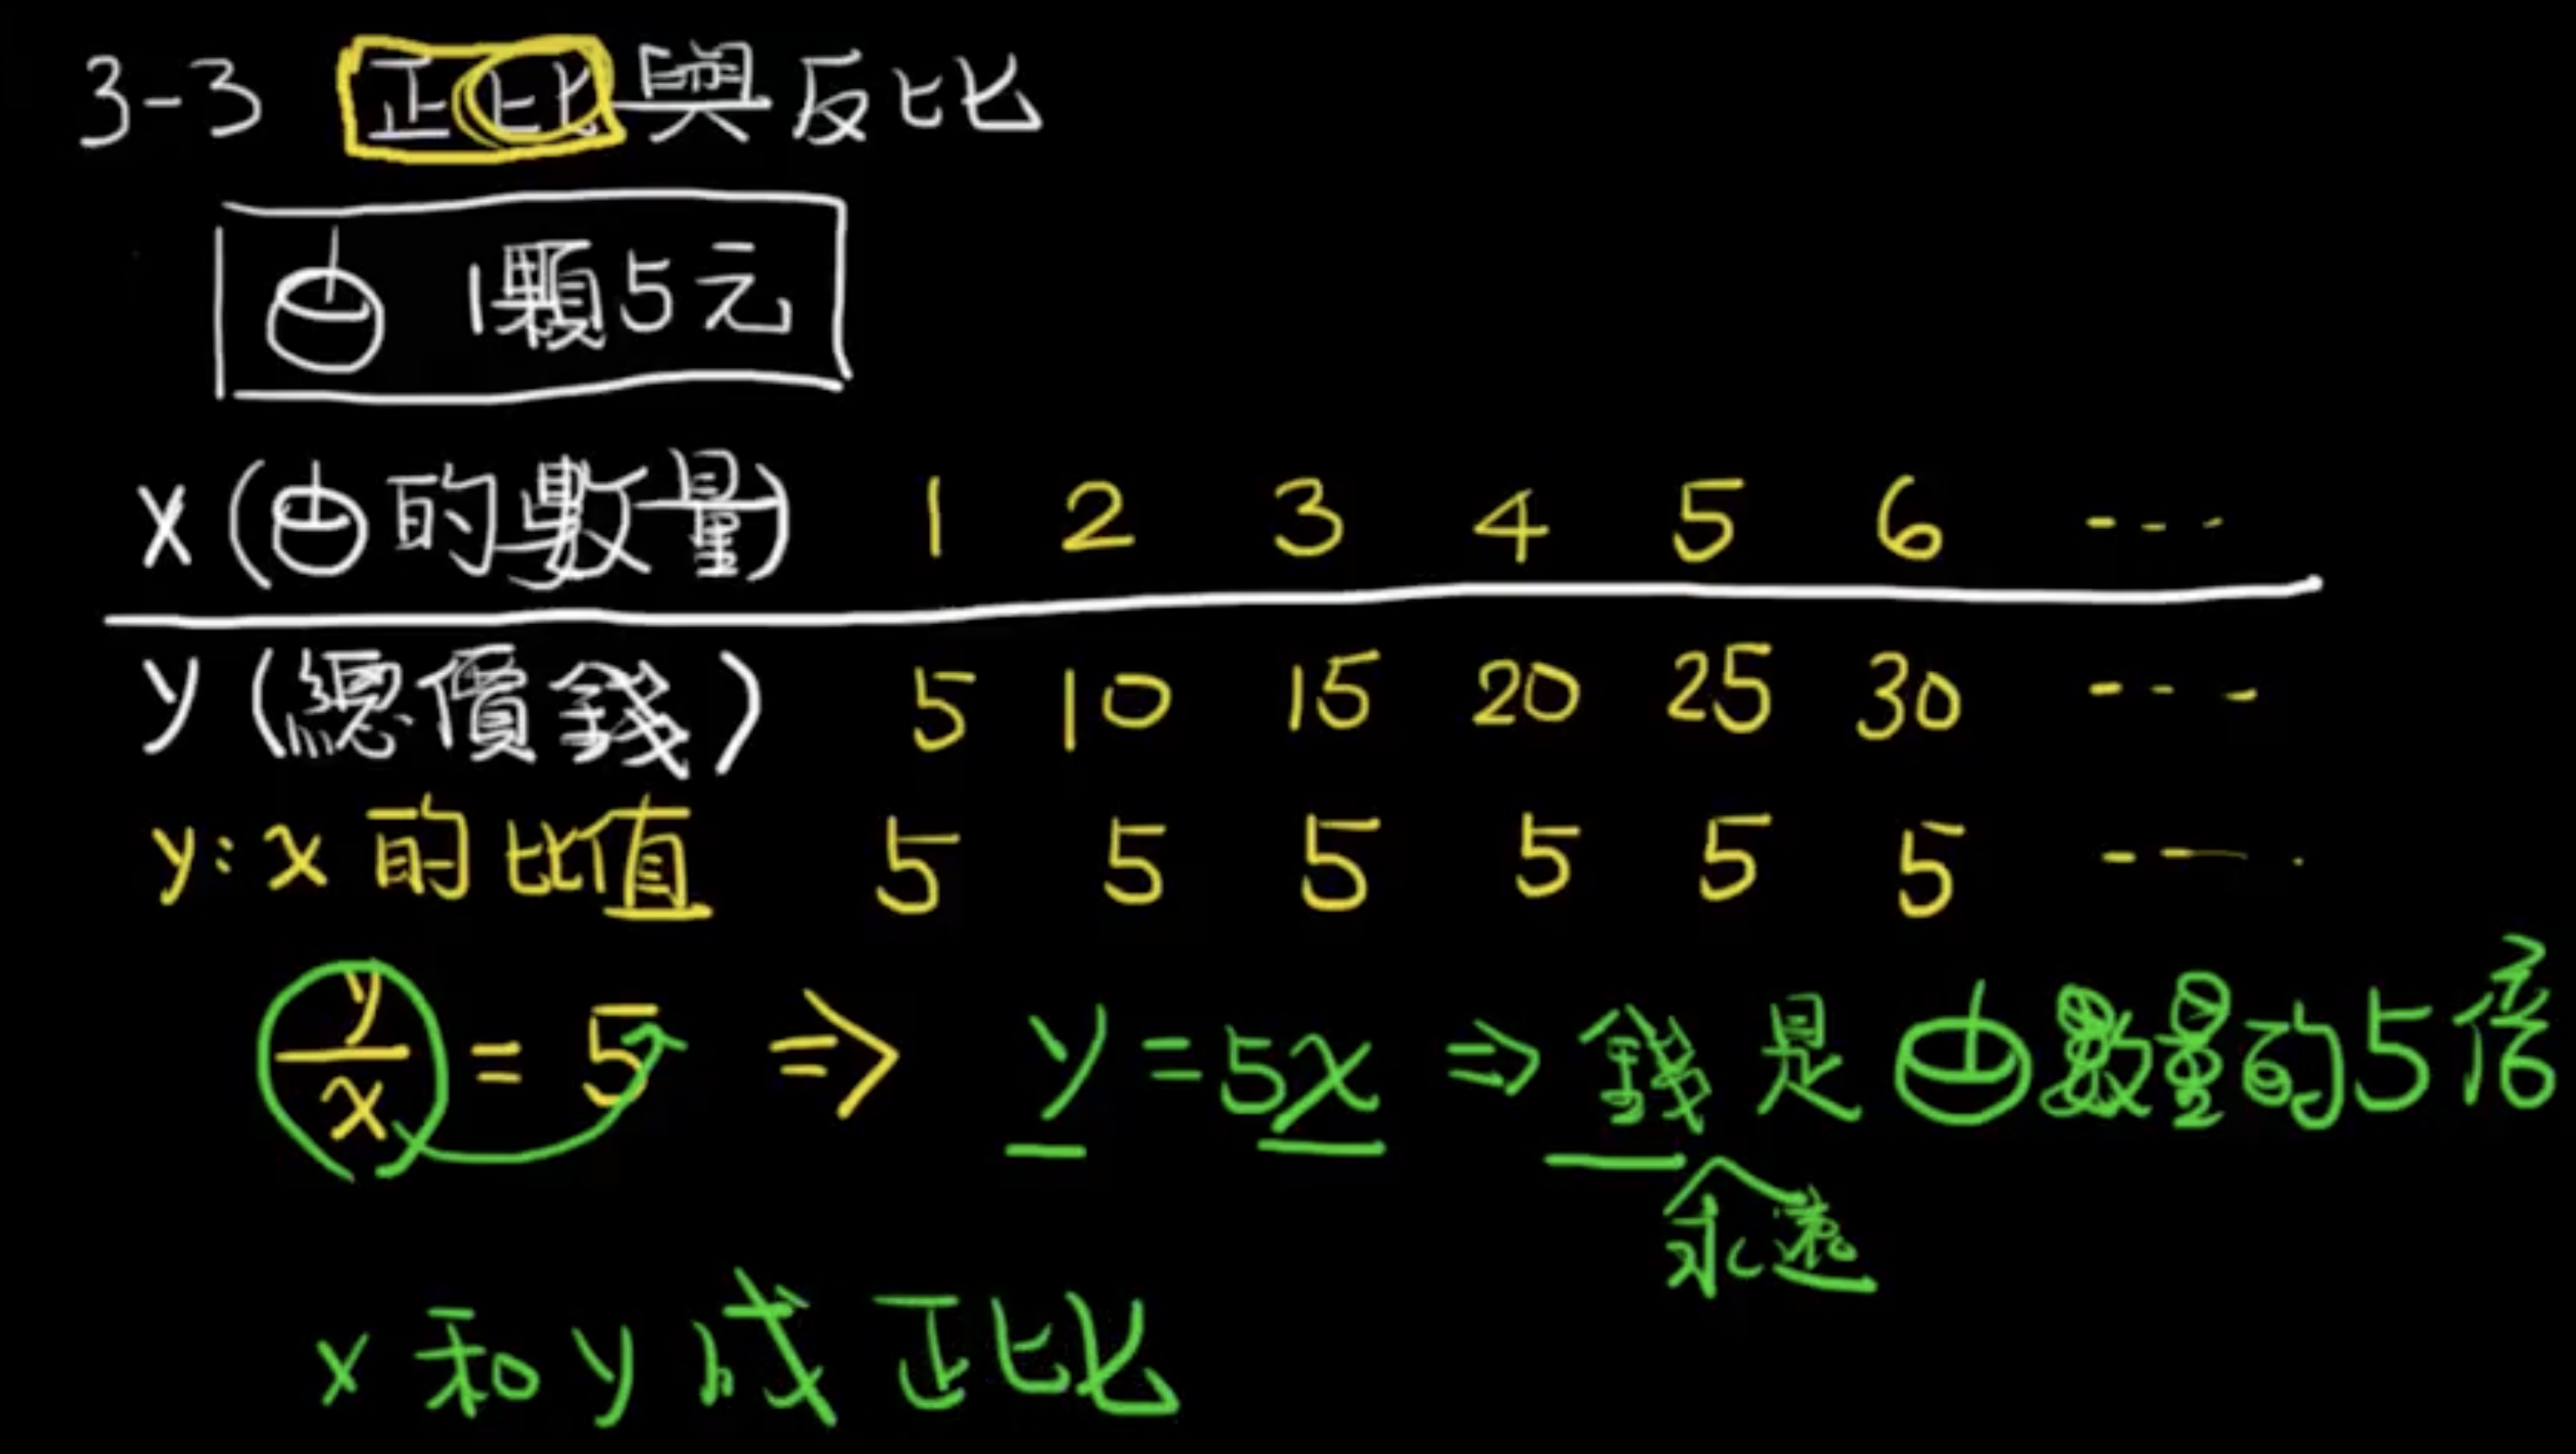 3-3 正比與反比
1顆5元
x(的數量) 1 2 3 4 5 6 ---
y(總價錢) 5 10 15 20 25 30 ---
y:x的比值 5 5 5 5 5 5 ---
y/x = 5 ⇒ y=5x ⇒ 錢是數量的5倍
永遠
x和y成正比